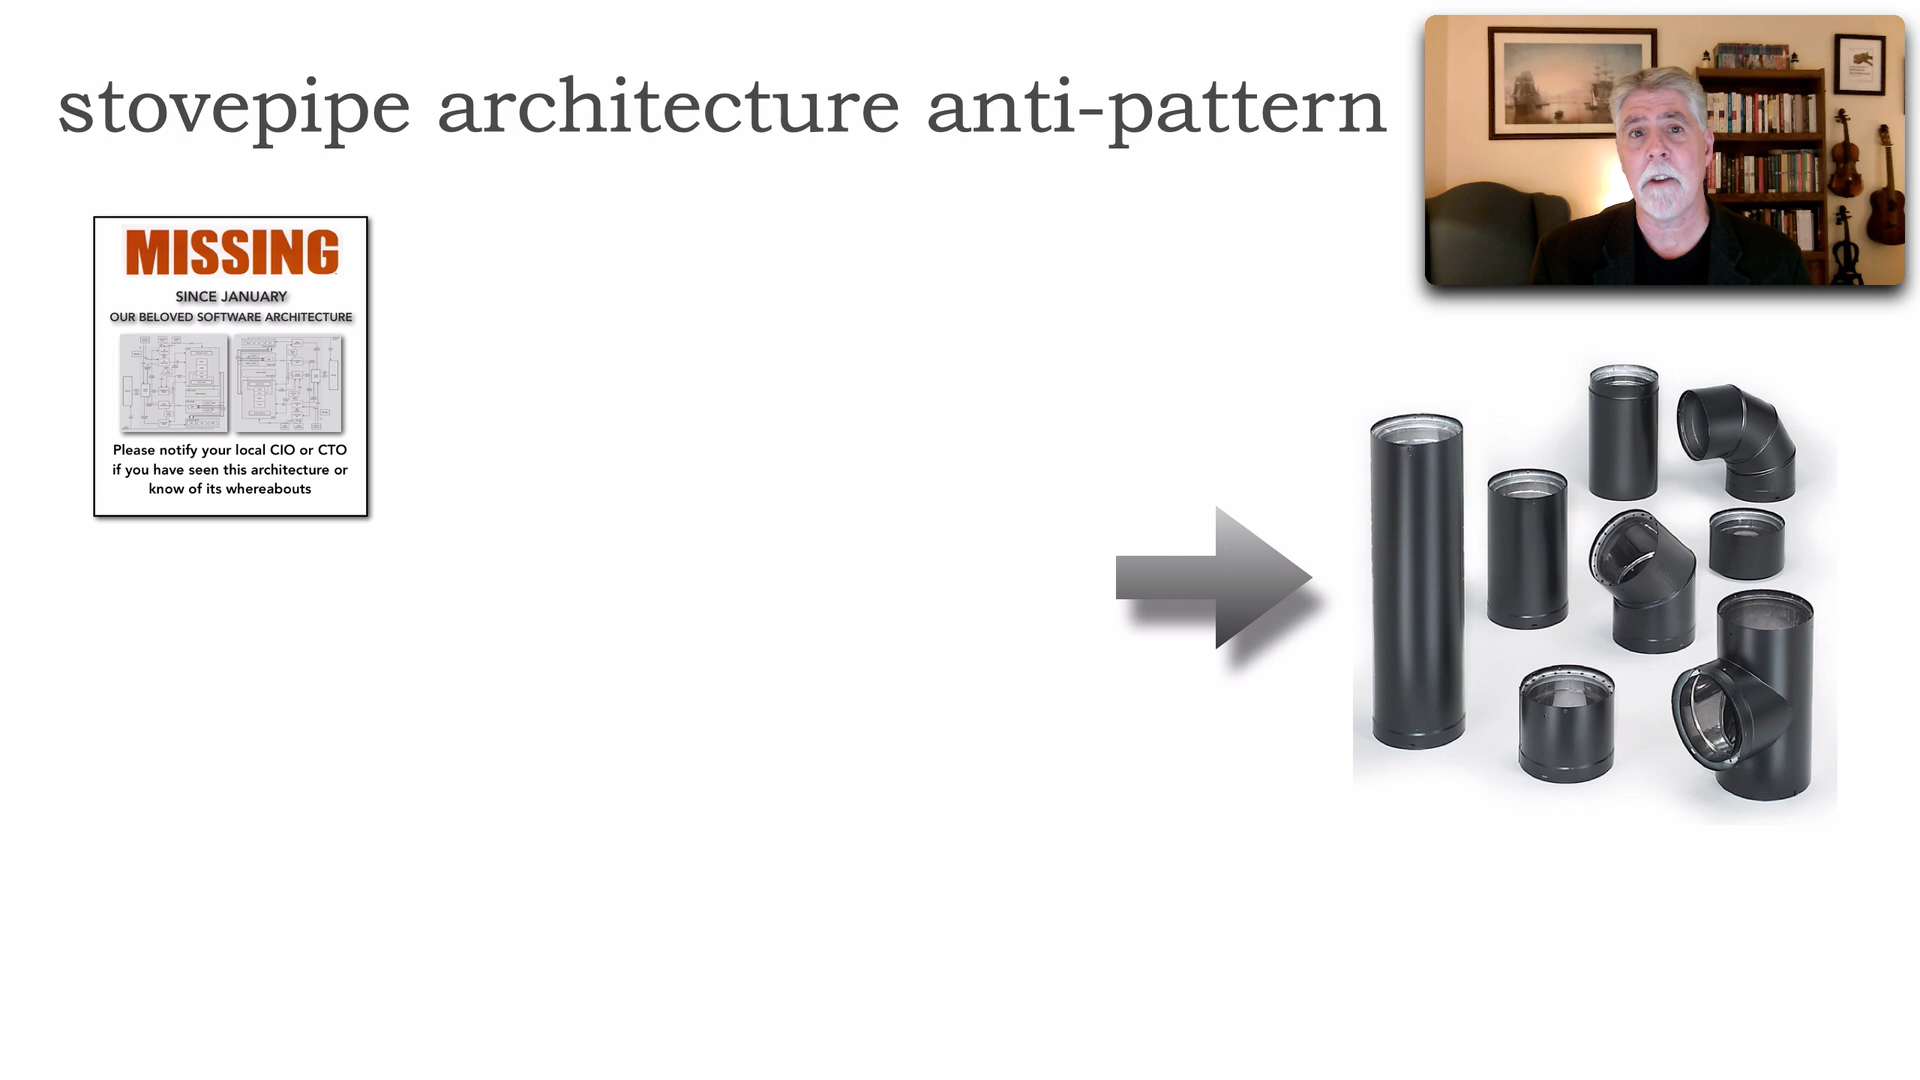 stovepipe architecture anti-pattern
MISSING
SINCE JANUARY
OUR BELOVED SOFTWARE ARCHITECTURE
Please notify your local CIO or CTO
if you have seen this architecture or
know of its whereabouts